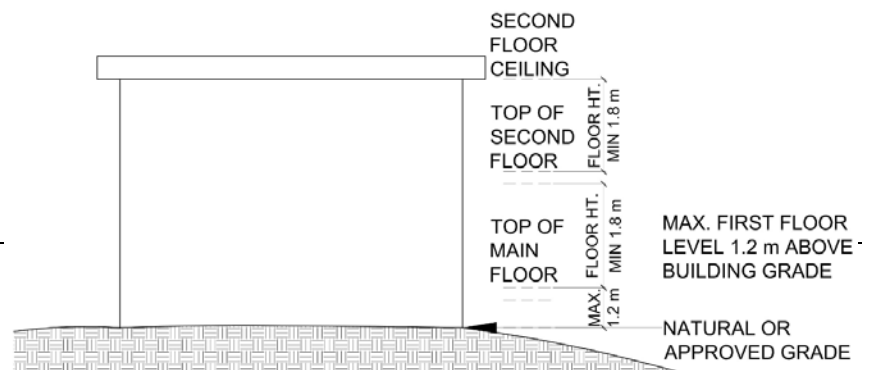 SECOND
FLOOR
CEILING
FLOOR HT.
MIN 1.8 m
TOP OF
SECOND
FLOOR
FLOOR HT.
MIN 1.8 m
TOP OF
MAIN
FLOOR
MAX. FIRST FLOOR
LEVEL 1.2 m ABOVE
BUILDING GRADE
MAX.
1.2 m
NATURAL OR
APPROVED GRADE